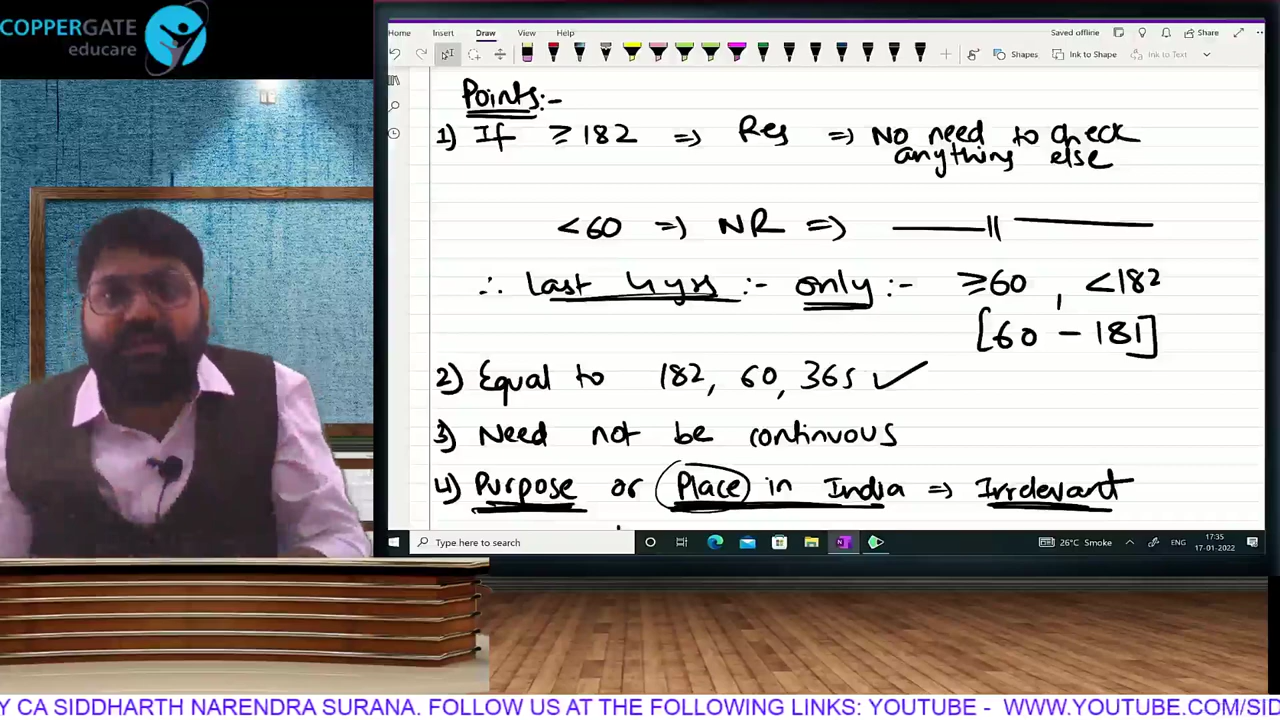 COPPERGATE
educare
Home Insert Draw View Help
Saved offline Share
Shapes Ink to Shape Ink to Text
Points:-
1) If ≥182 ⇒ Res ⇒ No need to check
anything else
<60 ⇒ NR ⇒ —— || ——
∴ Last 4 yrs :- only :- ≥60 , <182
[60 - 181]
2) Equal to 182, 60, 365 ✓
3) Need not be continuous
4) Purpose or Place in India ⇒ Irrelevant
Type here to search
26°C Smoke ENG 17:35
17-01-2022
Y CA SIDDHARTH NARENDRA SURANA. FOLLOW US AT THE FOLLOWING LINKS: YOUTUBE - WWW.YOUTUBE.COM/SID